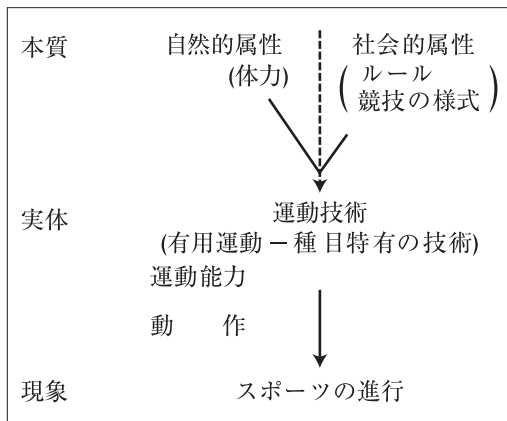 本質 自然的属性 社会的属性
(体力) (ルール
競技の様式)
実体 運動技術
(有用運動－種目特有の技術)
運動能力
動 作
現象 スポーツの進行